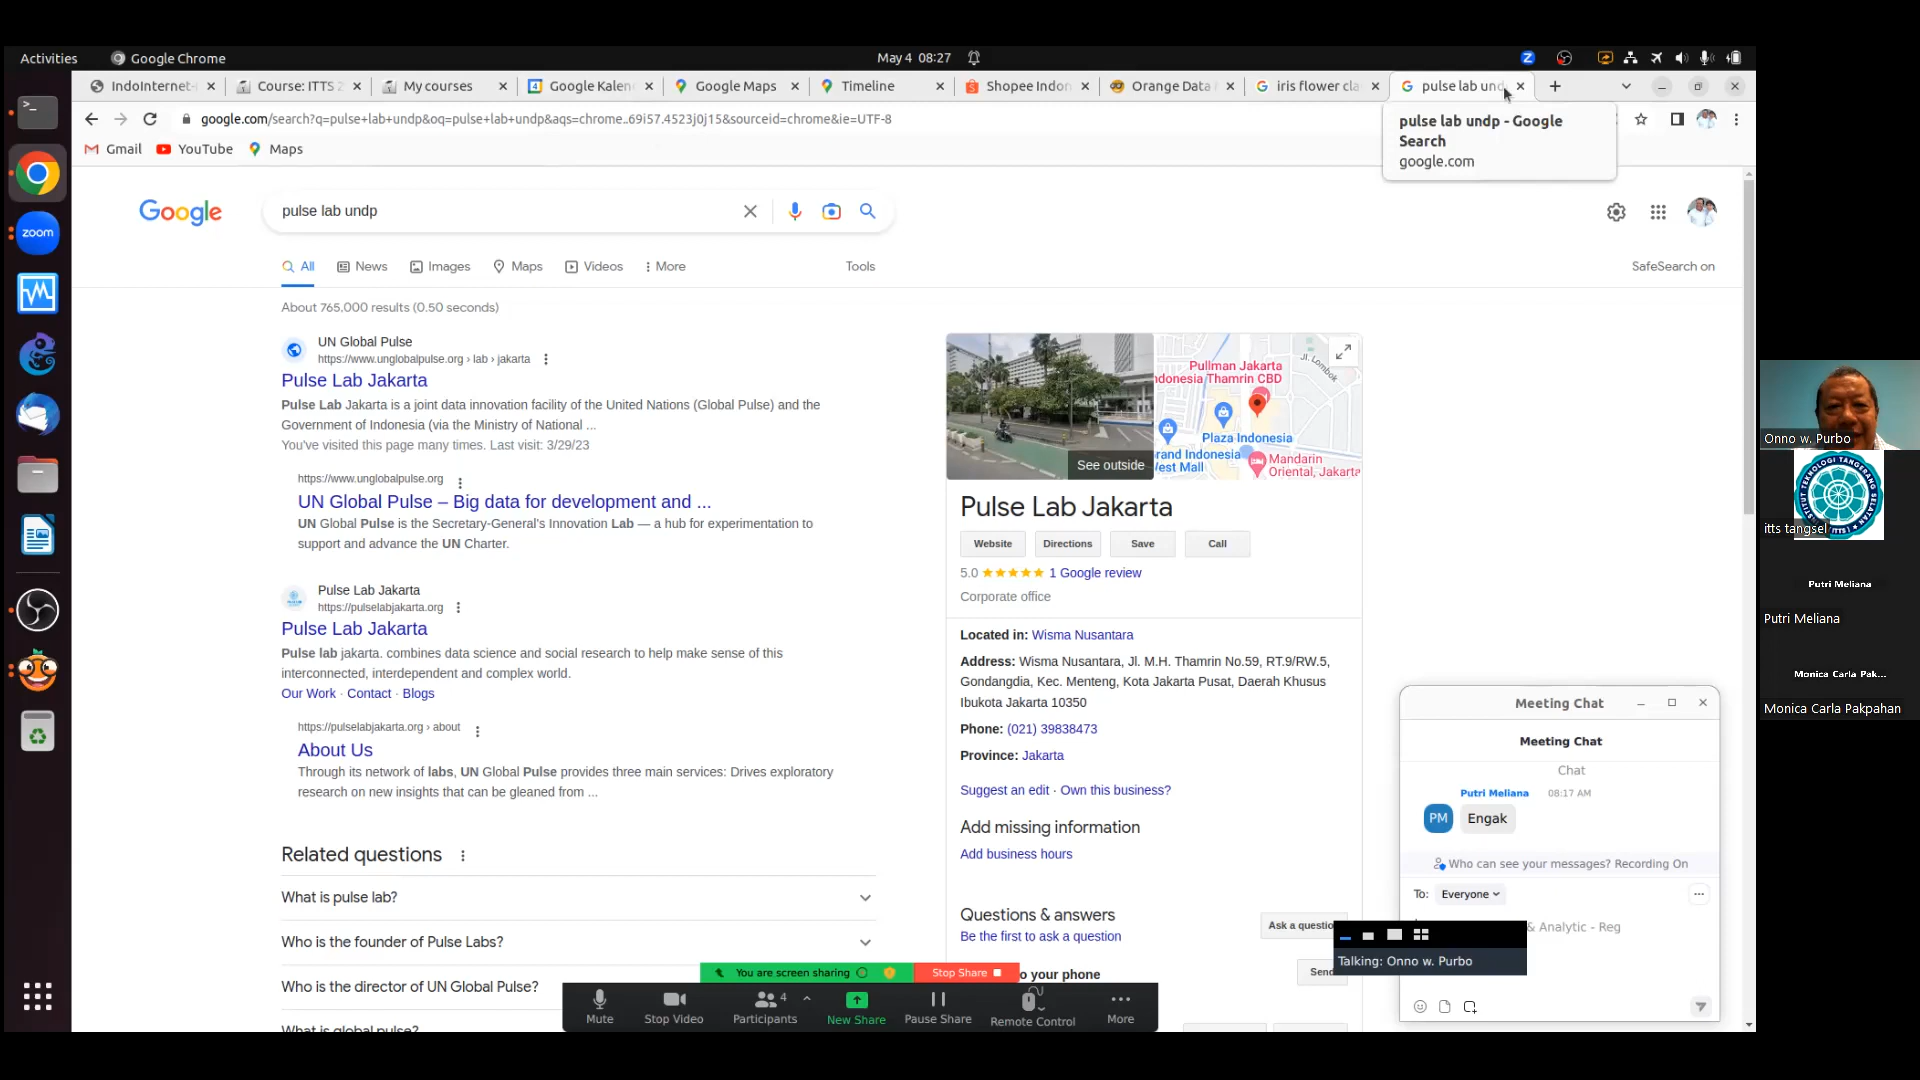 Activities
Google Chrome
May 4 08:27
IndoInternet-
Course: ITTS 2
My courses
Google Kalen
Google Maps
Timeline
Shopee Indon
Orange Data
iris flower cla
pulse lab und
google.com/search?q=pulse+lab+undp&oq=pulse+lab+undp&aqs=chrome..69i57.4523j0j15&sourceid=chrome&ie=UTF-8
pulse lab undp - Google
Search
google.com
Gmail
YouTube
Maps
Google
pulse lab undp
All
News
Images
Maps
Videos
More
Tools
SafeSearch on
About 765,000 results (0.50 seconds)
UN Global Pulse
https://www.unglobalpulse.org › lab › jakarta
Pulse Lab Jakarta
Pulse Lab Jakarta is a joint data innovation facility of the United Nations (Global Pulse) and the
Government of Indonesia (via the Ministry of National ...
You've visited this page many times. Last visit: 3/29/23
https://www.unglobalpulse.org
UN Global Pulse – Big data for development and ...
UN Global Pulse is the Secretary-General's Innovation Lab — a hub for experimentation to
support and advance the UN Charter.
Pulse Lab Jakarta
https://pulselabjakarta.org
Pulse Lab Jakarta
Pulse lab jakarta. combines data science and social research to help make sense of this
interconnected, interdependent and complex world.
Our Work · Contact · Blogs
https://pulselabjakarta.org › about
About Us
Through its network of labs, UN Global Pulse provides three main services: Drives exploratory
research on new insights that can be gleaned from ...
Related questions
What is pulse lab?
Who is the founder of Pulse Labs?
Who is the director of UN Global Pulse?
What is global pulse?
See outside
Jl. Lombok
Pullman Jakarta
ndonesia Thamrin CBD
Plaza Indonesia
rand Indonesia
West Mall
Mandarin
Oriental, Jakarta
Pulse Lab Jakarta
Website
Directions
Save
Call
5.0
1 Google review
Corporate office
Located in: Wisma Nusantara
Address: Wisma Nusantara, Jl. M.H. Thamrin No.59, RT.9/RW.5,
Gondangdia, Kec. Menteng, Kota Jakarta Pusat, Daerah Khusus
Ibukota Jakarta 10350
Phone: (021) 39838473
Province: Jakarta
Suggest an edit · Own this business?
Add missing information
Add business hours
Questions & answers
Be the first to ask a question
Ask a questio
o your phone
Send
You are screen sharing
Stop Share
Mute
Stop Video
4
Participants
New Share
Pause Share
Remote Control
More
Meeting Chat
Meeting Chat
Chat
Putri Meliana
08:17 AM
PM
Engak
Who can see your messages? Recording On
To:
Everyone
& Analytic - Reg
Talking: Onno w. Purbo
zoom
Onno w. Purbo
itts tangsel
Putri Meliana
Putri Meliana
Monica Carla Pak...
Monica Carla Pakpahan